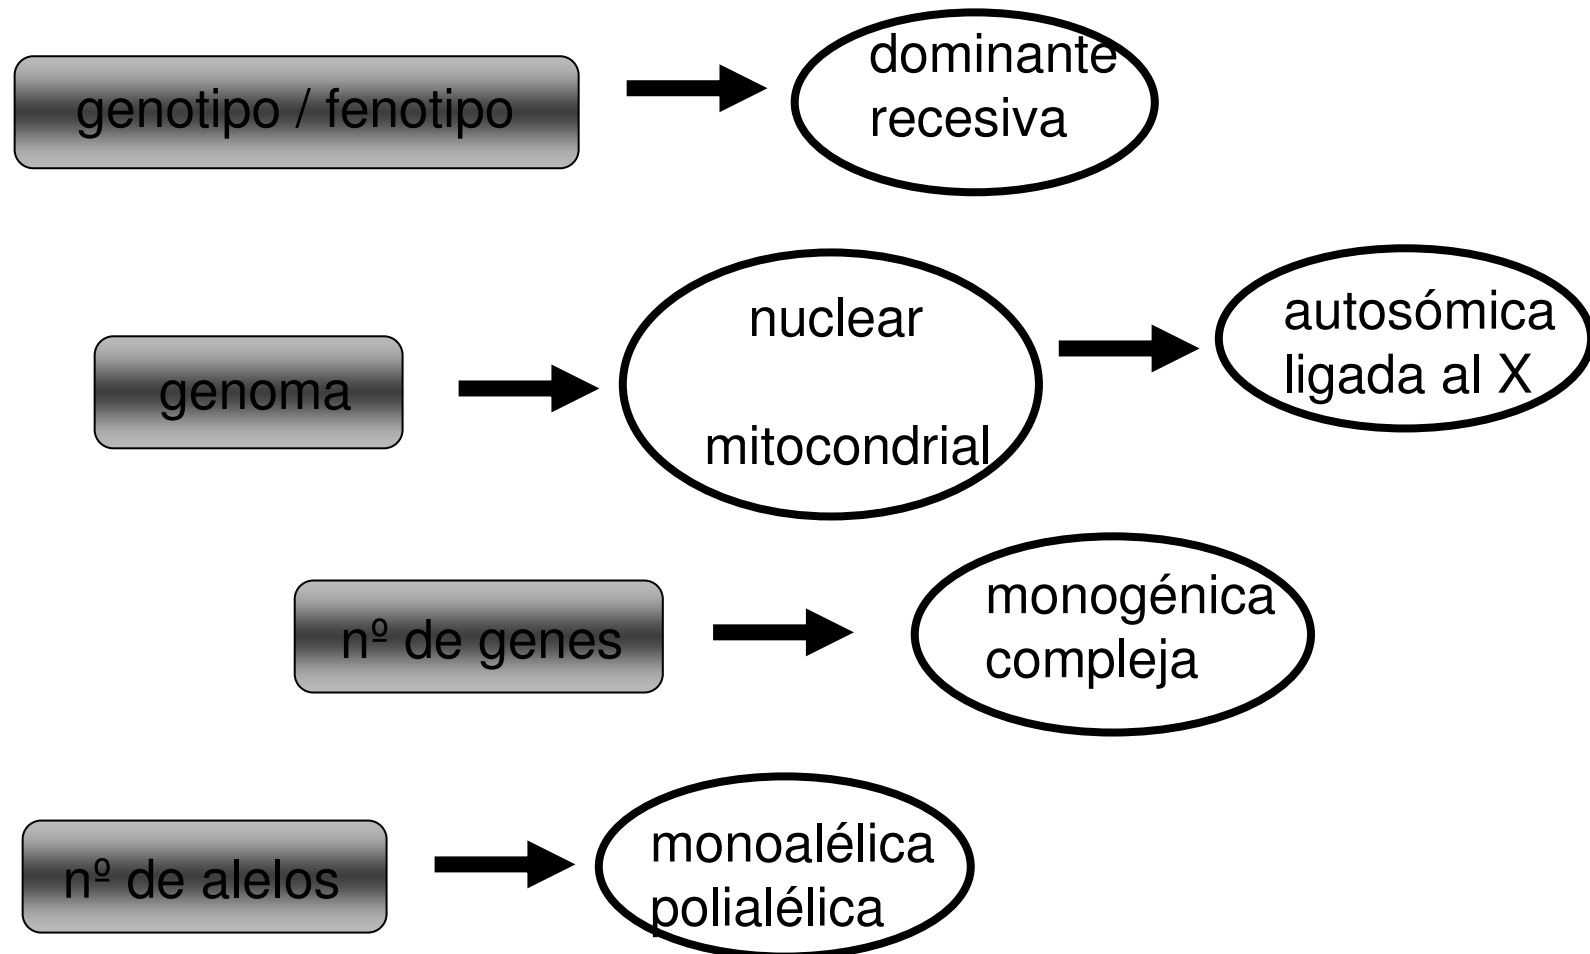 genotipo / fenotipo
dominante
recesiva
genoma
nuclear
mitocondrial
autosómica
ligada al X
nº de genes
monogénica
compleja
nº de alelos
monoalélica
polialélica